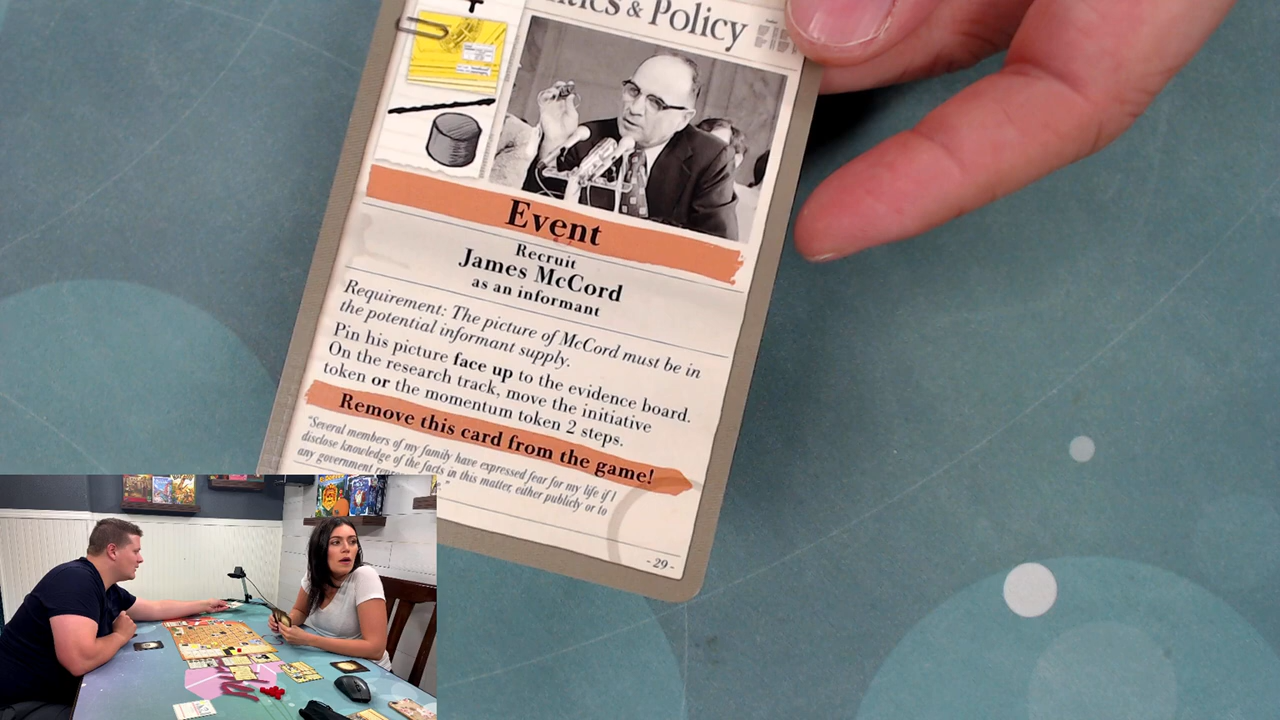 & Policy
Event
Recruit
James McCord
as an informant
Requirement: The picture of McCord must be in
the potential informant supply.
Pin his picture face up to the evidence board.
On the research track, move the initiative
token or the momentum token 2 steps.
Remove this card from the game!
"Several members of my family have expressed fear for my life if I
disclose knowledge of the facts in this matter, either publicly or to
any government
- 29 -